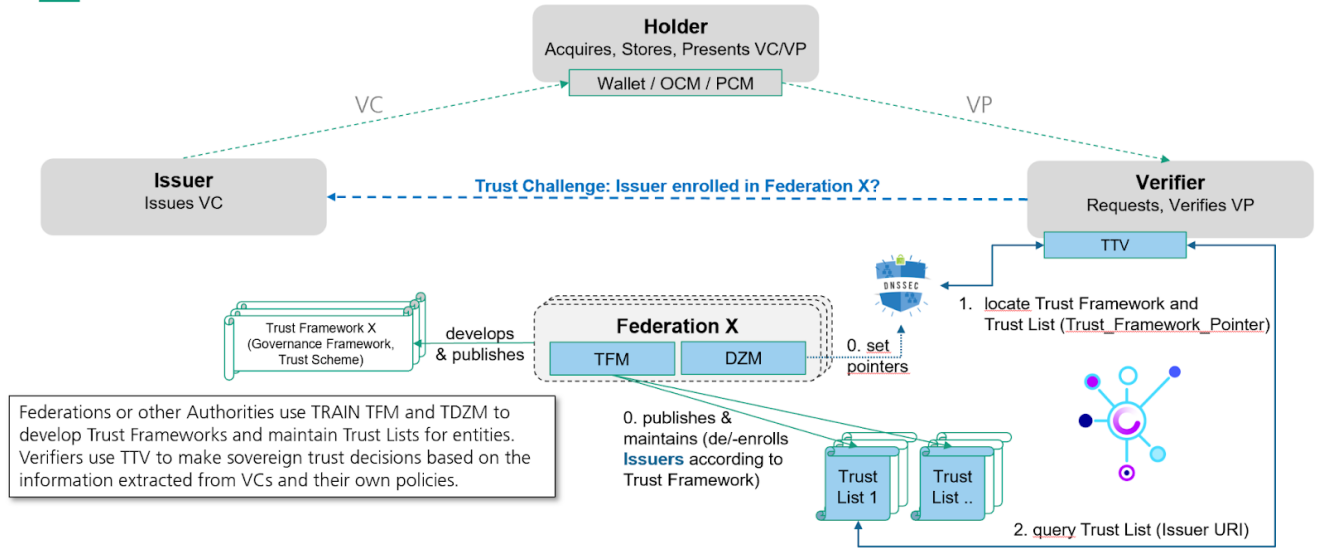 Holder
Acquires, Stores, Presents VC/VP
Wallet / OCM / PCM
VC
VP
Issuer
Issues VC
Trust Challenge: Issuer enrolled in Federation X?
Verifier
Requests, Verifies VP
TTV
DNSSEC
1. locate Trust Framework and
Trust List (Trust_Framework_Pointer)
Trust Framework X
(Governance Framework,
Trust Scheme)
develops
& publishes
Federation X
TFM
DZM
0. set
pointers
Federations or other Authorities use TRAIN TFM and TDZM to
develop Trust Frameworks and maintain Trust Lists for entities.
Verifiers use TTV to make sovereign trust decisions based on the
information extracted from VCs and their own policies.
0. publishes &
maintains (de/-enrolls
Issuers according to
Trust Framework)
Trust
List 1
Trust
List ..
2. query Trust List (Issuer URI)